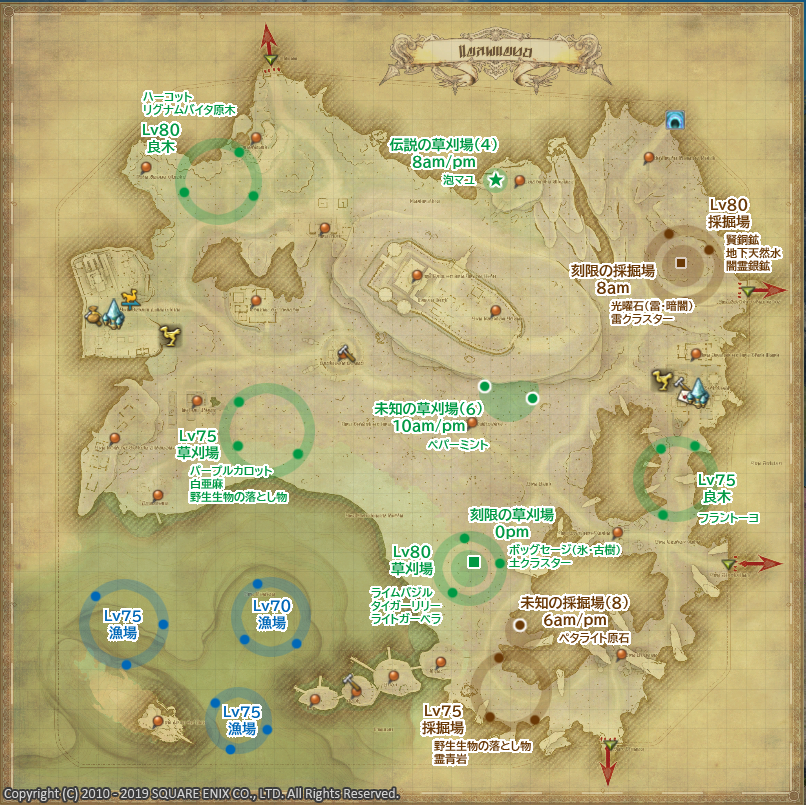 ハーコット
リグナムバイタ原木
Lv80
良木
伝説の草刈場(4)
8am/pm
泡マユ
Lv80
採掘場
賢銅鉱
地下天然水
闇霊銀鉱
刻限の採掘場
8am
光曜石(雷・暗闇)
雷クラスター
未知の草刈場(6)
10am/pm
ペパーミント
Lv75
草刈場
パープルカロット
白亜麻
野生生物の落とし物
Lv75
良木
フラントーヨ
刻限の草刈場
0pm
ボッグセージ(氷・古樹)
土クラスター
Lv80
草刈場
ライムバジル
タイガーリリー
ライトガーベラ
Lv75
漁場
Lv70
漁場
未知の採掘場(8)
6am/pm
ペタライト原石
Lv75
漁場
Lv75
採掘場
野生生物の落とし物
霊青岩
Copyright (C) 2010 - 2019 SQUARE ENIX CO., LTD. All Rights Reserved.